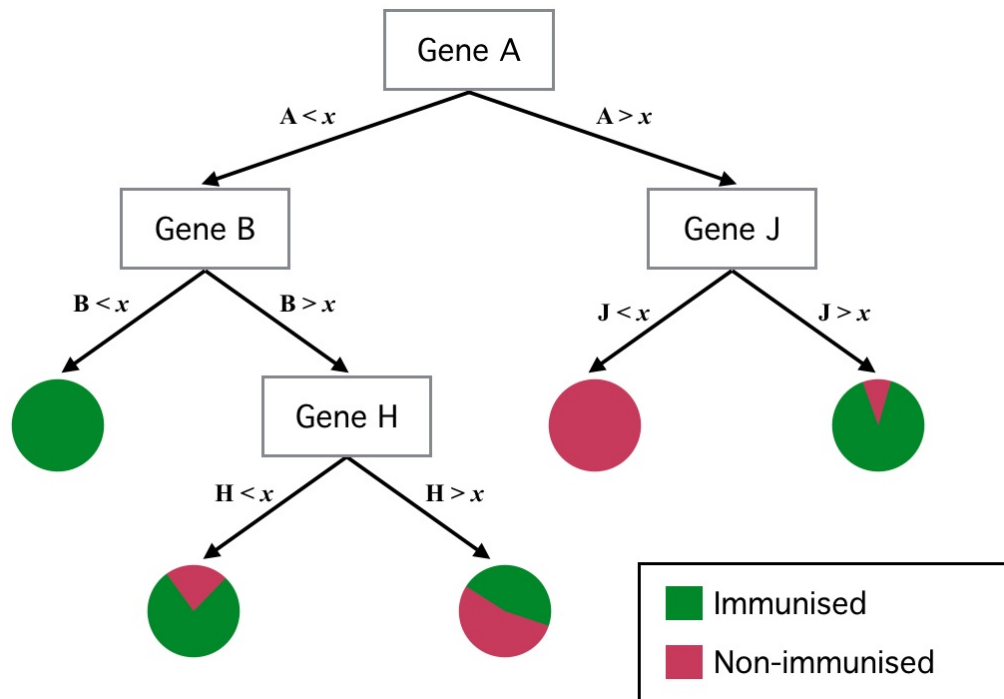 Gene A
A < x
A > x
Gene B
Gene J
B < x
B > x
J < x
J > x
Gene H
H < x
H > x
Immunised
Non-immunised